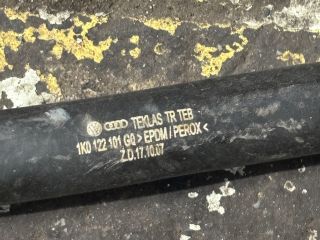 TEKLAS TR TEB
1K0 122 101 GQ > EPDM / PEROX <
Z.D.17.10.07